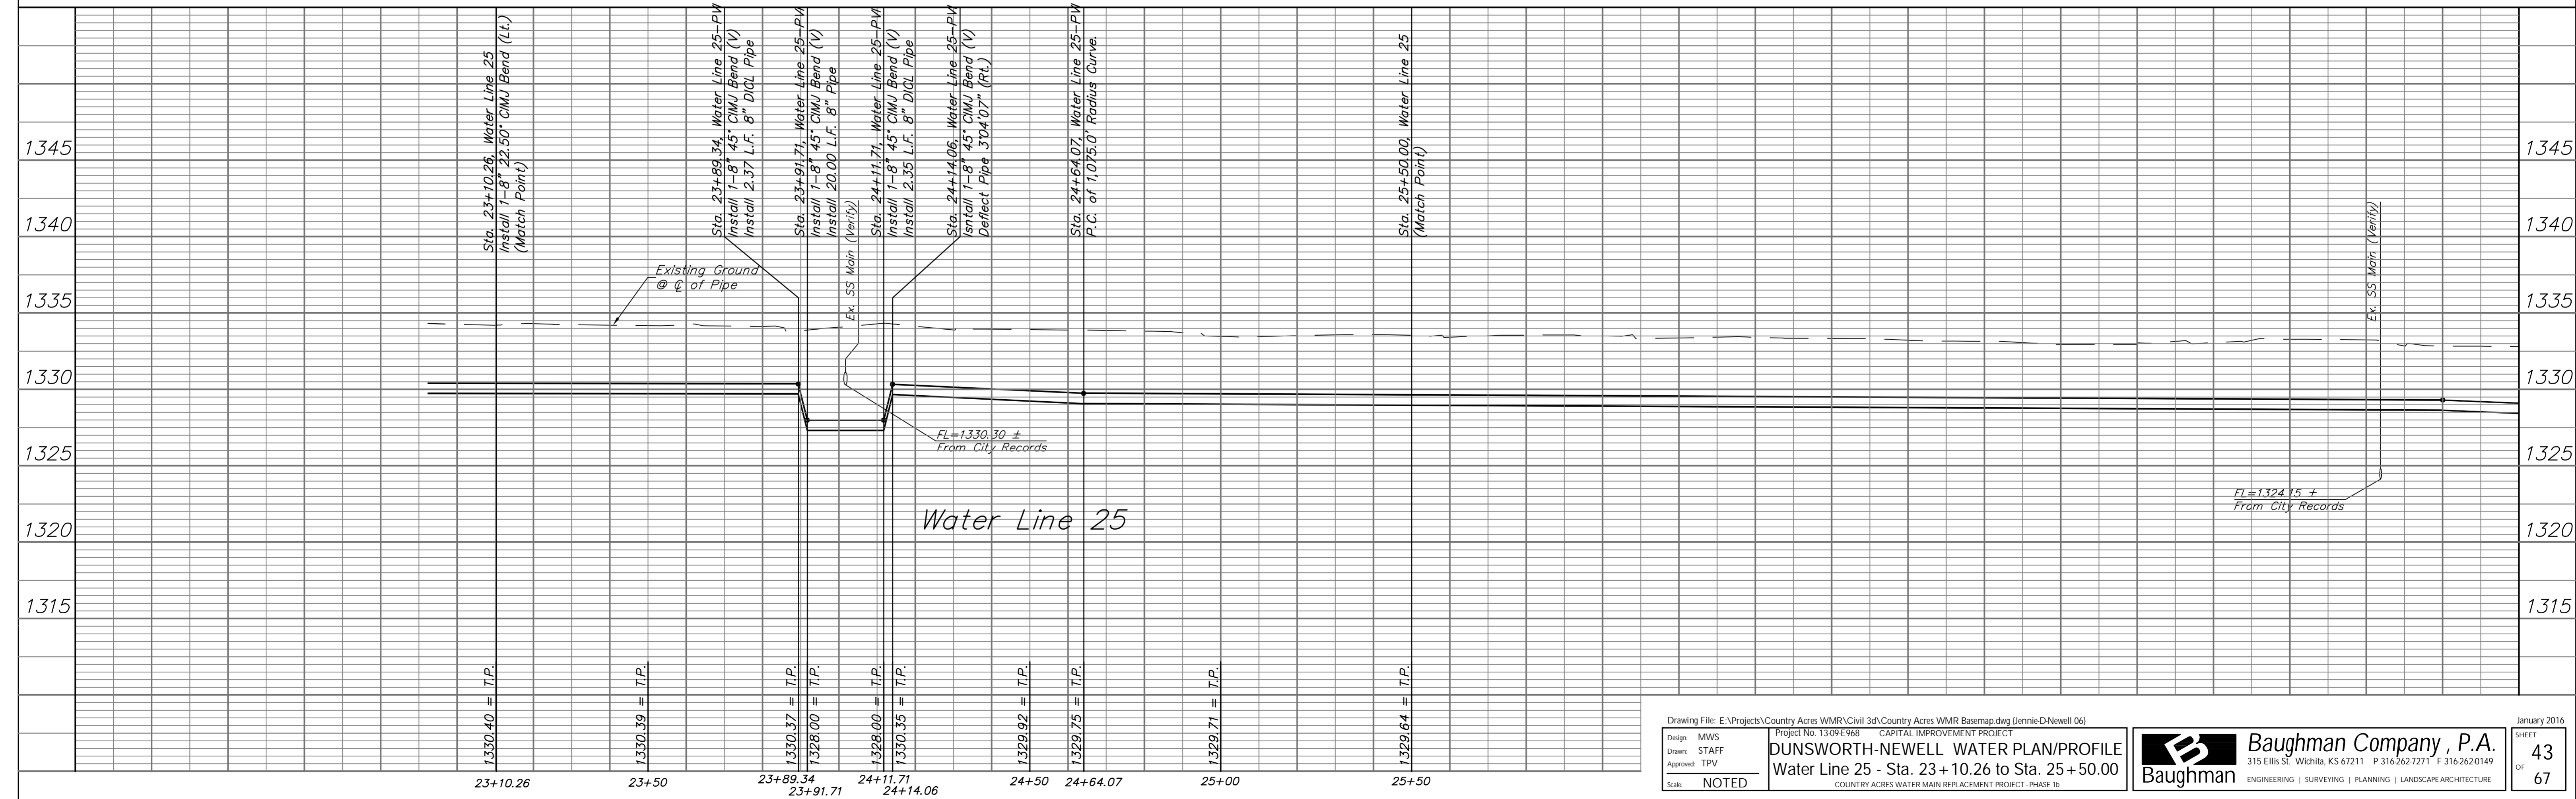 Sta. 23+10.26, Water Line 25
Install 1-8" 22.50° CIMJ Bend (Lt.)
(Match Point)
Sta. 23+89.34, Water Line 25-PVI
Install 1-8" 45° CIMJ Bend (V)
Install 2.37 L.F. 8" DICL Pipe
Sta. 23+91.71, Water Line 25-PVI
Install 1-8" 45° CIMJ Bend (V)
Install 20.00 L.F. 8" Pipe
Ex. SS Main (Verify)
Sta. 24+11.71, Water Line 25-PVI
Install 1-8" 45° CIMJ Bend (V)
Install 2.35 L.F. 8" DICL Pipe
Sta. 24+14.06, Water Line 25-PVI
Isntall 1-8" 45° CIMJ Bend (V)
Deflect Pipe 3°04'07" (Rt.)
Sta. 24+64.07, Water Line 25-PVI
P.C. of 1,075.0' Radius Curve.
Sta. 25+50.00, Water Line 25
(Match Point)
Ex. SS Main (Verify)
1345
1345
1340
1340
Existing Ground
@ ℄ of Pipe
1335
1335
1330
1330
FL=1330.30 ±
From City Records
1325
1325
FL=1324.15 ±
From City Records
Water Line 25
1320
1320
1315
1315
1330.40 = T.P.
1330.39 = T.P.
1330.37 = T.P.
1328.00 = T.P.
1328.00 = T.P.
1330.35 = T.P.
1329.92 = T.P.
1329.75 = T.P.
1329.71 = T.P.
1329.64 = T.P.
23+10.26
23+50
23+89.34
23+91.71
24+11.71
24+14.06
24+50
24+64.07
25+00
25+50
Drawing File: E:\Projects\Country Acres WMR\Civil 3d\Country Acres WMR Basemap.dwg (Jennie-D-Newell 06)
January 2016
Design: MWS
Drawn: STAFF
Approved: TPV
Scale: NOTED
Project No. 13-09-E968 CAPITAL IMPROVEMENT PROJECT
DUNSWORTH-NEWELL WATER PLAN/PROFILE
Water Line 25 - Sta. 23+10.26 to Sta. 25+50.00
COUNTRY ACRES WATER MAIN REPLACEMENT PROJECT - PHASE 1b
Baughman
Baughman Company, P.A.
315 Ellis St. Wichita, KS 67211 P 316-262-7271 F 316-262-0149
ENGINEERING | SURVEYING | PLANNING | LANDSCAPE ARCHITECTURE
SHEET
43
OF
67